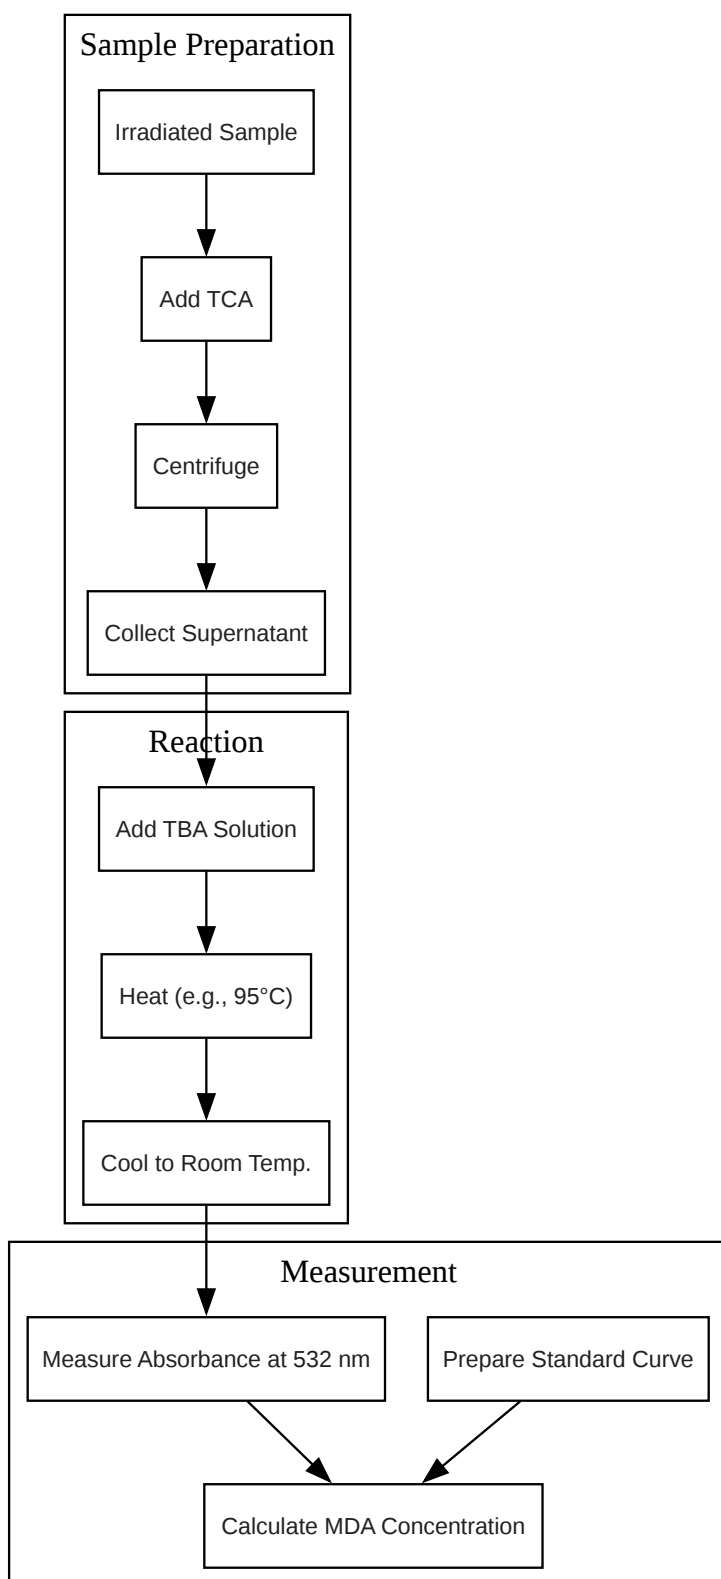 Sample Preparation
Irradiated Sample
Add TCA
Centrifuge
Collect Supernatant
Reaction
Add TBA Solution
Heat (e.g., 95°C)
Cool to Room Temp.
Measurement
Measure Absorbance at 532 nm
Prepare Standard Curve
Calculate MDA Concentration